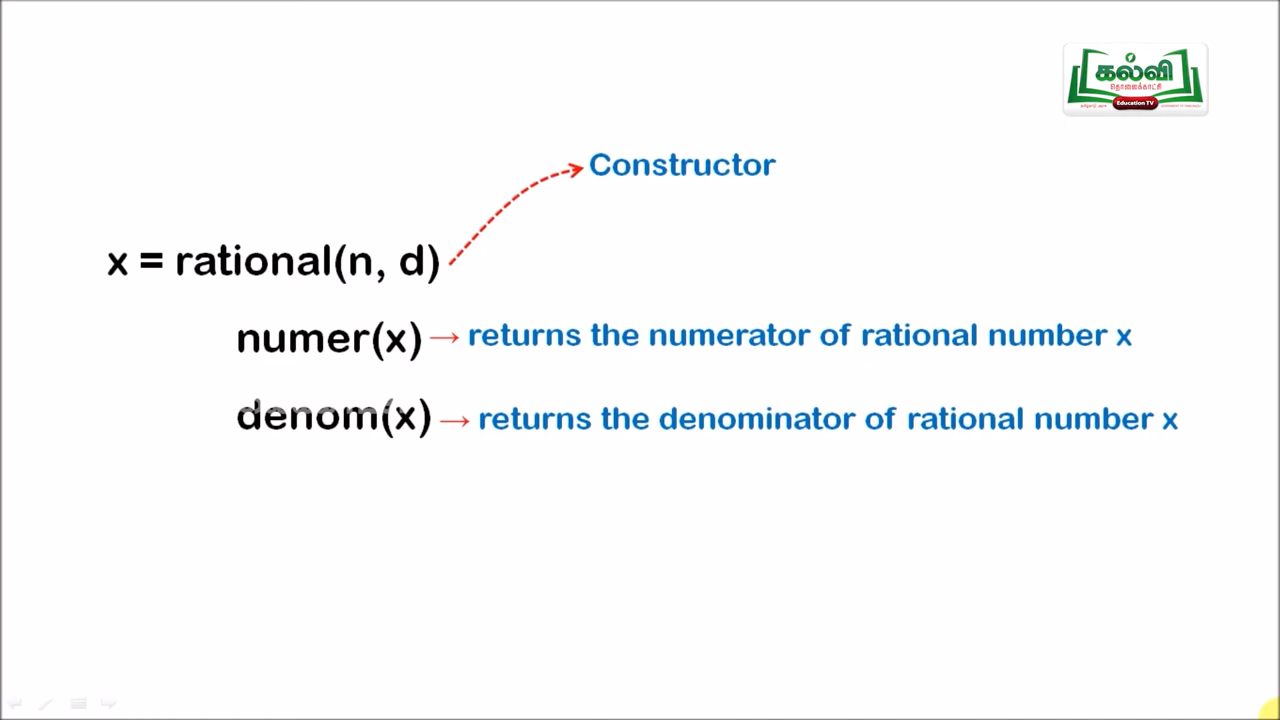 கல்வி
தொலைக்காட்சி
Education TV
Constructor
x = rational(n, d)
numer(x) → returns the numerator of rational number x
denom(x) → returns the denominator of rational number x